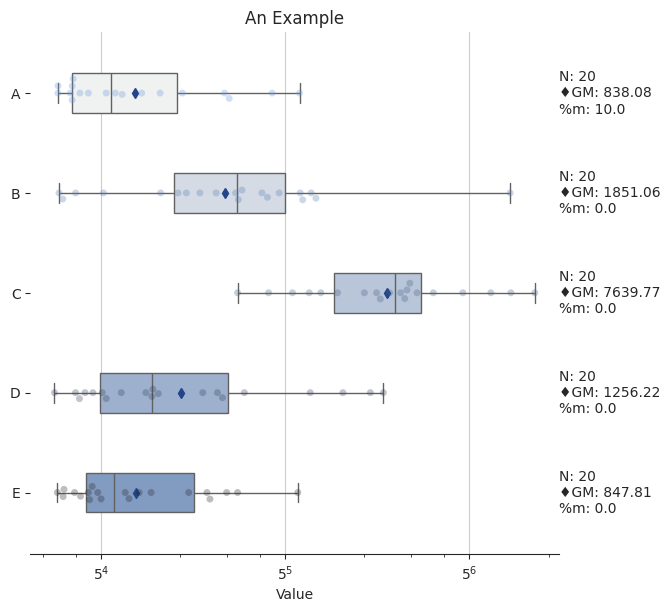 An Example
A
N: 20
♦GM: 838.08
%m: 10.0
B
N: 20
♦GM: 1851.06
%m: 0.0
C
N: 20
♦GM: 7639.77
%m: 0.0
D
N: 20
♦GM: 1256.22
%m: 0.0
E
N: 20
♦GM: 847.81
%m: 0.0
5⁴ 5⁵ 5⁶
Value